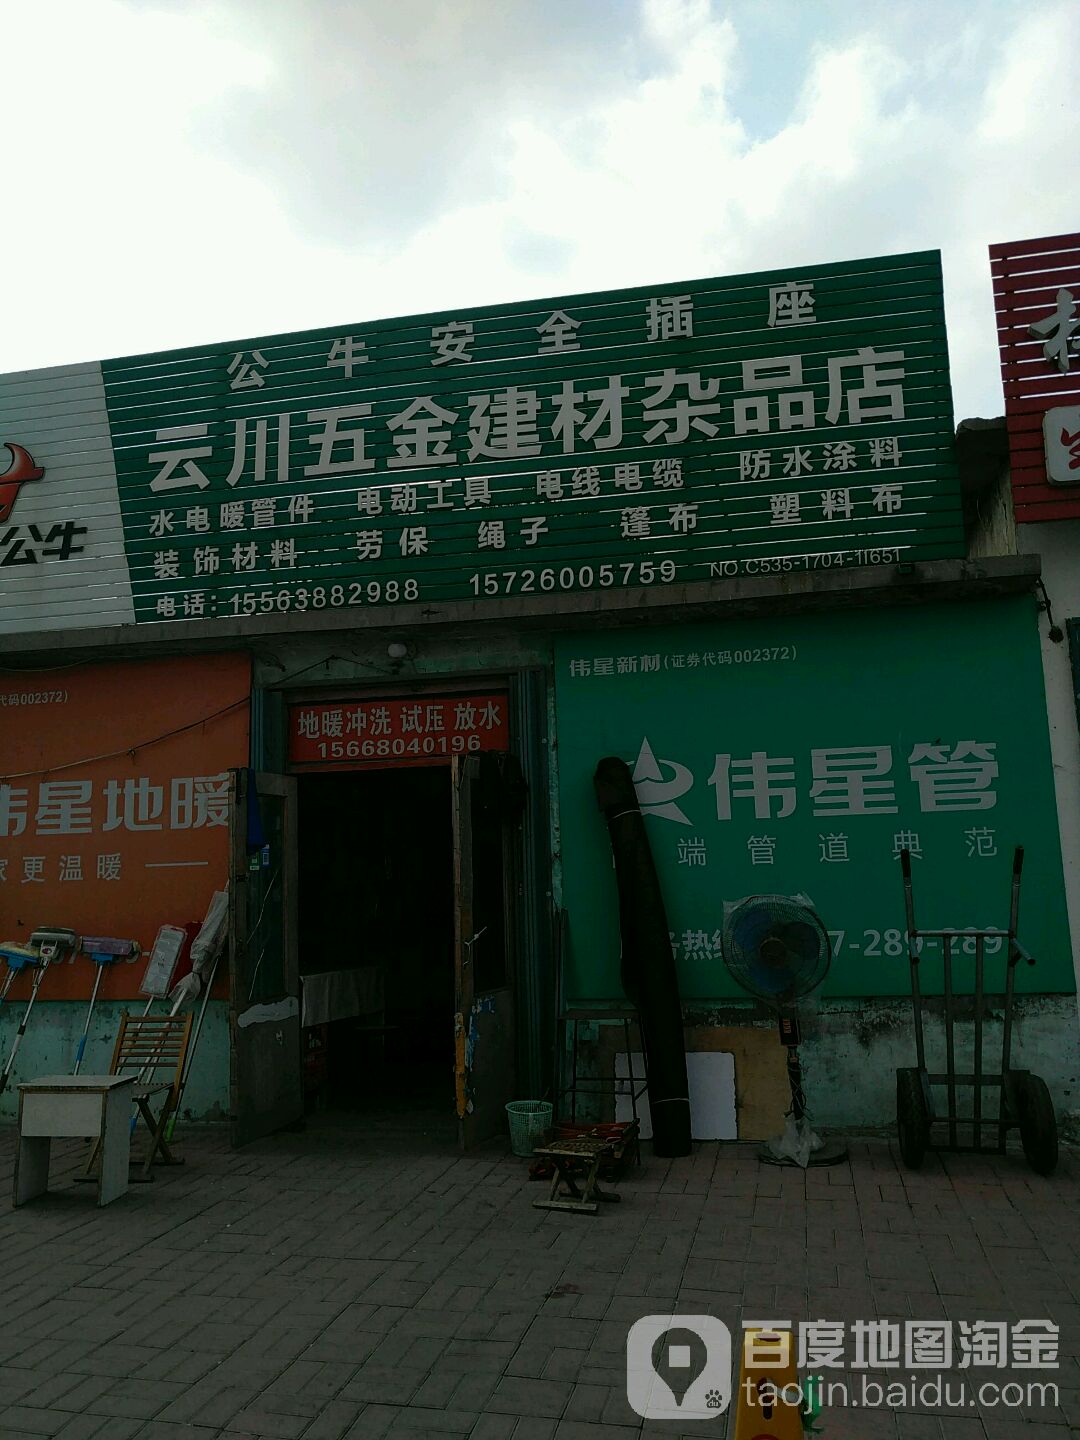 公牛安全插座
云川五金建材杂品店
水电暖管件 电动工具 电线电缆 防水涂料
装饰材料 劳保 绳子 篷布 塑料布
电话：15563882988 15726005759 NO.C535-1704-11651
公牛
伟星新材(证券代码002372)
代码002372)
地暖冲洗 试压 放水
15668040196
伟星地暖
家更温暖
伟星管
端管道典范
务热线
7-289-289
百度地图淘金
taojin.baidu.com